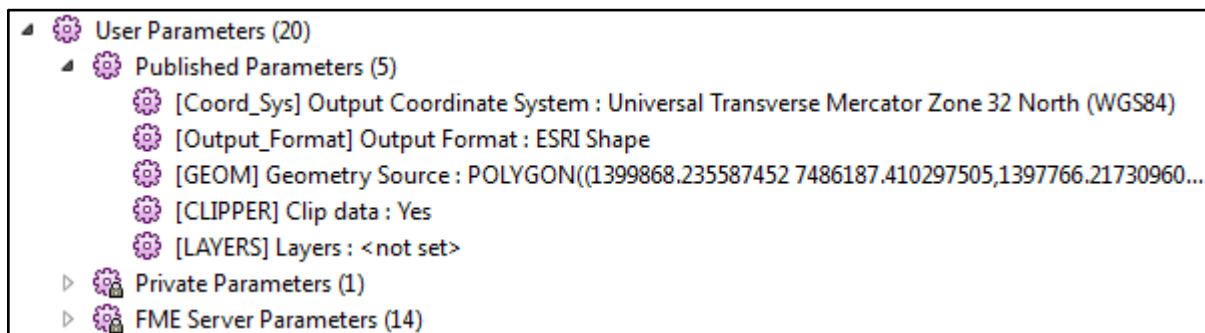 User Parameters (20)
Published Parameters (5)
[Coord_Sys] Output Coordinate System : Universal Transverse Mercator Zone 32 North (WGS84)
[Output_Format] Output Format : ESRI Shape
[GEOM] Geometry Source : POLYGON((1399868.235587452 7486187.410297505,1397766.21730960...
[CLIPPER] Clip data : Yes
[LAYERS] Layers : <not set>
Private Parameters (1)
FME Server Parameters (14)